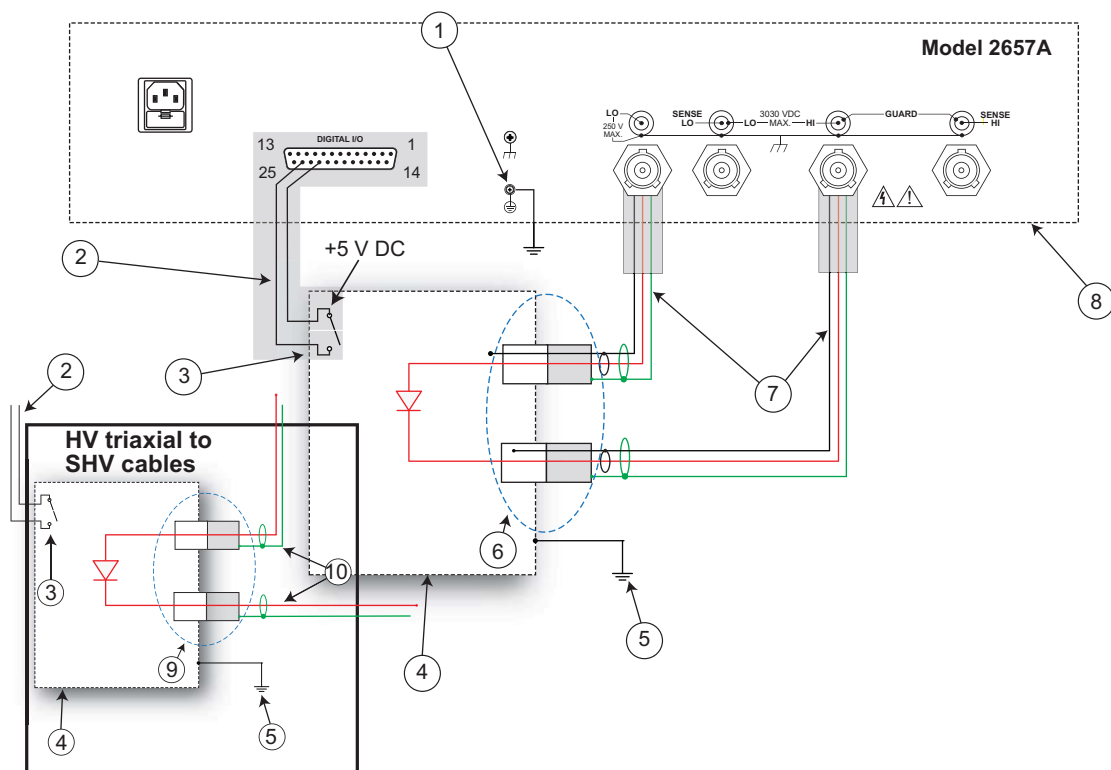 1
Model 2657A
LO
250 V
MAX.
SENSE
LO
LO
3030 VDC
MAX.
HI
GUARD
SENSE
HI
DIGITAL I/O
13
1
25
14
2
+5 V DC
8
3
7
2
HV triaxial to
SHV cables
6
10
3
5
4
9
4
5